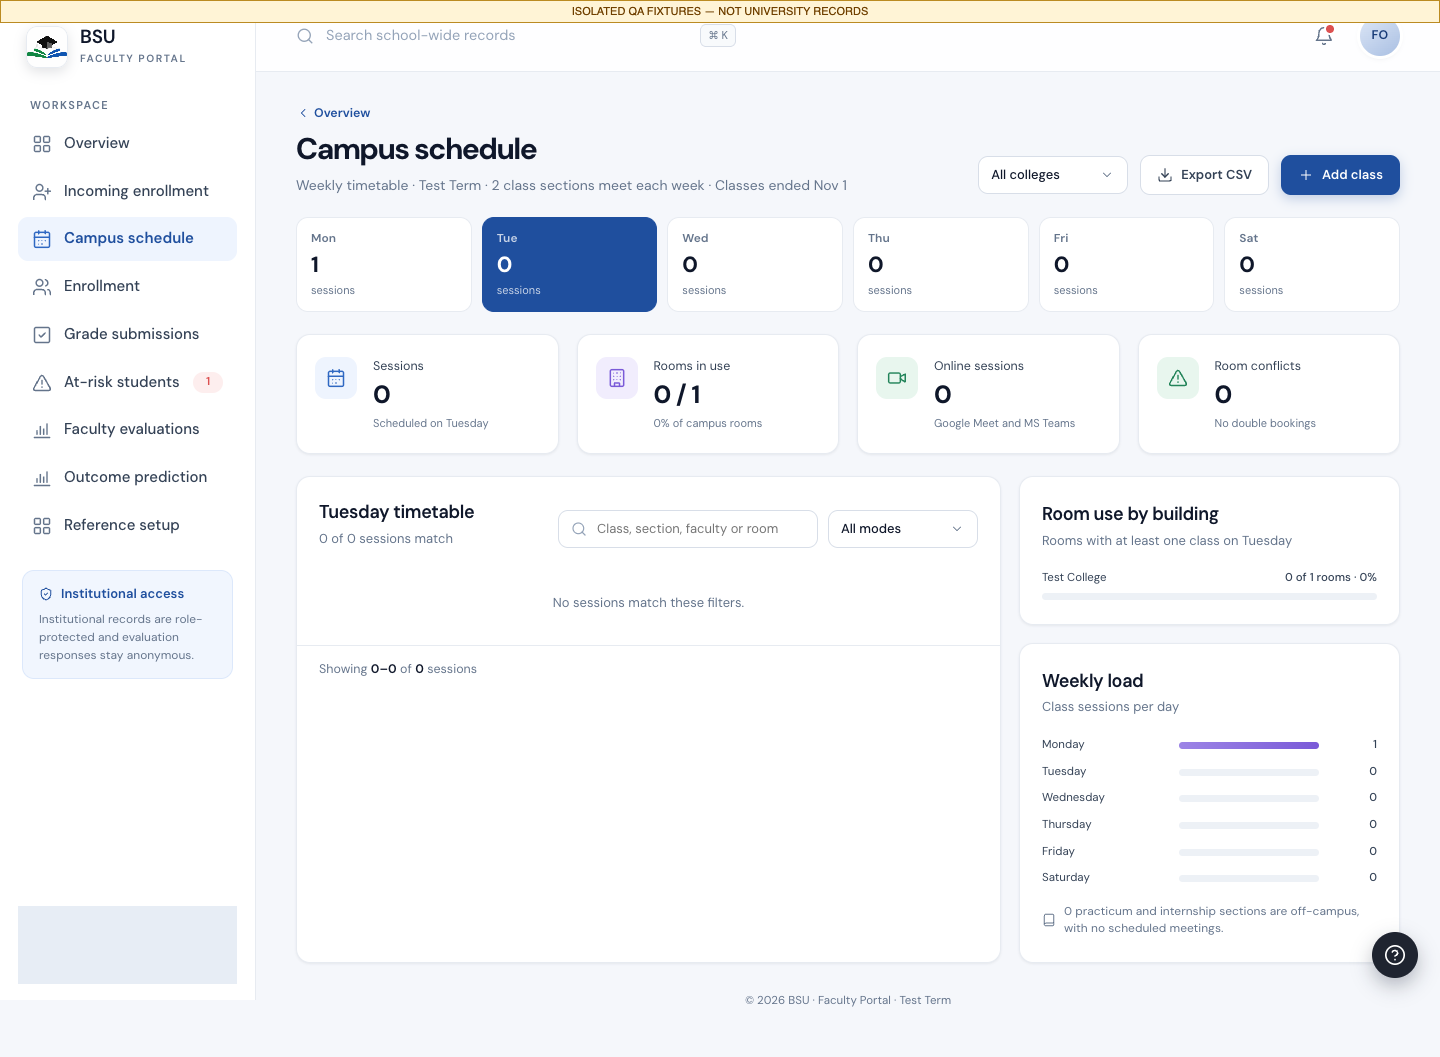 ISOLATED QA FIXTURES — NOT UNIVERSITY RECORDS
BSU
FACULTY PORTAL
Search school-wide records
⌘ K
FO
WORKSPACE
Overview
Incoming enrollment
Campus schedule
Enrollment
Grade submissions
At-risk students 1
Faculty evaluations
Outcome prediction
Reference setup
Institutional access
Institutional records are role-
protected and evaluation
responses stay anonymous.
Overview
Campus schedule
Weekly timetable · Test Term · 2 class sections meet each week · Classes ended Nov 1
All colleges
Export CSV
Add class
Mon
1
sessions
Tue
0
sessions
Wed
0
sessions
Thu
0
sessions
Fri
0
sessions
Sat
0
sessions
Sessions
0
Scheduled on Tuesday
Rooms in use
0 / 1
0% of campus rooms
Online sessions
0
Google Meet and MS Teams
Room conflicts
0
No double bookings
Tuesday timetable
0 of 0 sessions match
Class, section, faculty or room
All modes
No sessions match these filters.
Showing 0–0 of 0 sessions
Room use by building
Rooms with at least one class on Tuesday
Test College 0 of 1 rooms · 0%
Weekly load
Class sessions per day
Monday 1
Tuesday 0
Wednesday 0
Thursday 0
Friday 0
Saturday 0
0 practicum and internship sections are off-campus,
with no scheduled meetings.
© 2026 BSU · Faculty Portal · Test Term